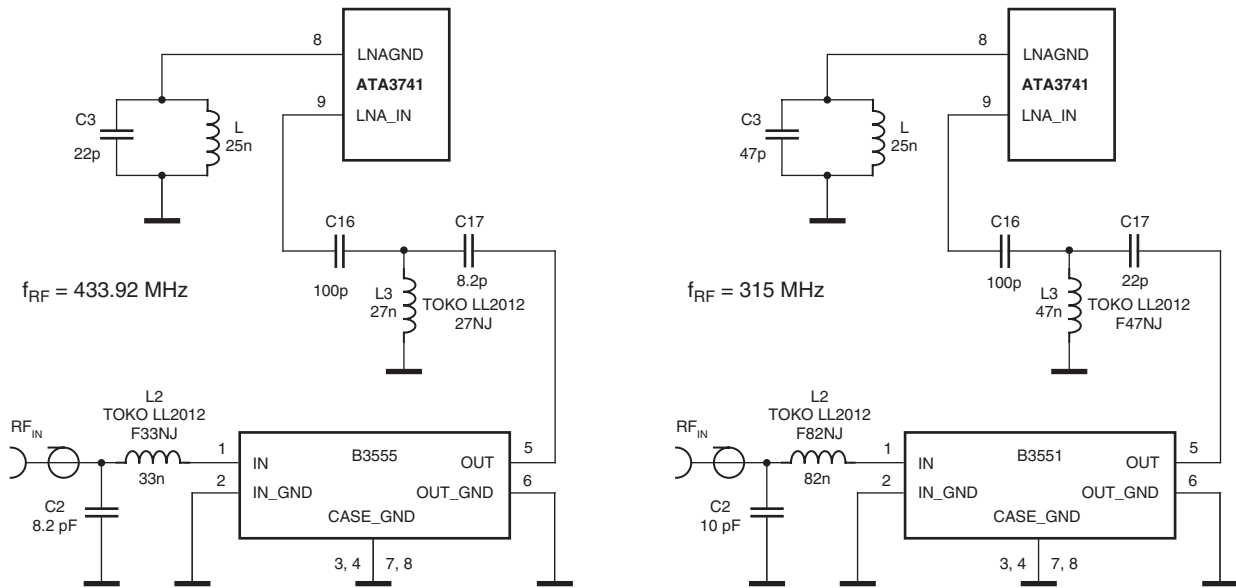 8
LNAGND
ATA3741
9
LNA_IN
C3
22p
L
25n
C16
100p
C17
8.2p
L3
27n
TOKO LL2012
27NJ
fRF = 433.92 MHz
L2
TOKO LL2012
F33NJ
33n
RFIN
C2
8.2 pF
1
IN
B3555
OUT
5
2
IN_GND
OUT_GND
6
CASE_GND
3, 4
7, 8
8
LNAGND
ATA3741
9
LNA_IN
C3
47p
L
25n
C16
100p
C17
22p
L3
47n
TOKO LL2012
F47NJ
fRF = 315 MHz
L2
TOKO LL2012
F82NJ
82n
RFIN
C2
10 pF
1
IN
B3551
OUT
5
2
IN_GND
OUT_GND
6
CASE_GND
3, 4
7, 8